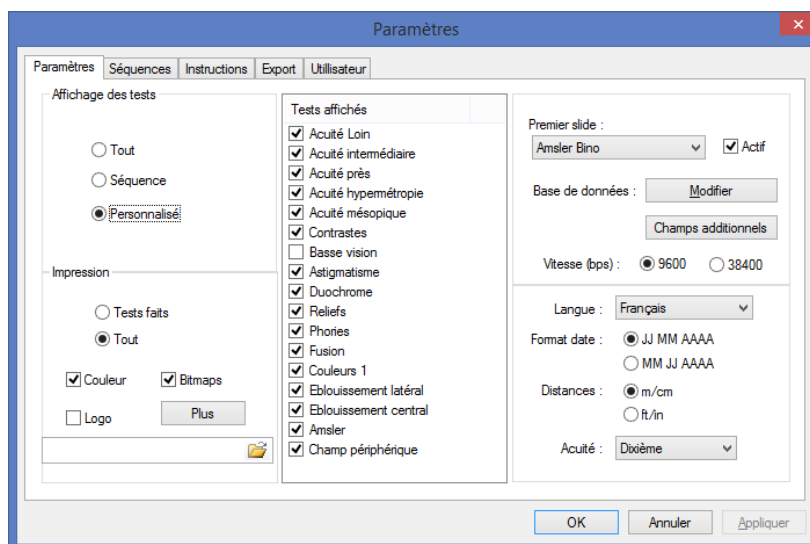 Paramètres
Paramètres Séquences Instructions Export Utilisateur
Affichage des tests
Tout
Séquence
Personnalisé
Impression
Tests faits
Tout
Couleur Bitmaps
Logo Plus
Tests affichés
Acuité Loin
Acuité intermédiaire
Acuité près
Acuité hypermétropie
Acuité mésopique
Contrastes
Basse vision
Astigmatisme
Duochrome
Reliefs
Phories
Fusion
Couleurs 1
Eblouissement latéral
Eblouissement central
Amsler
Champ périphérique
Premier slide :
Amsler Bino Actif
Base de données : Modifier
Champs additionnels
Vitesse (bps) : 9600 38400
Langue : Français
Format date : JJ MM AAAA
MM JJ AAAA
Distances : m/cm
ft/in
Acuité : Dixième
OK Annuler Appliquer